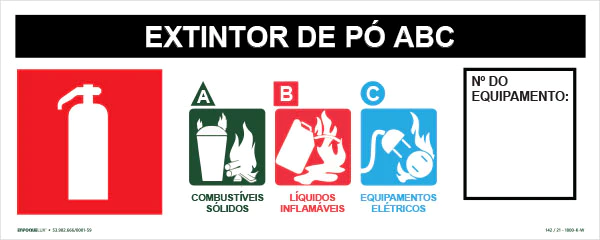 EXTINTOR DE PÓ ABC
A
B
C
Nº DO
EQUIPAMENTO:
COMBUSTÍVEIS
SÓLIDOS
LÍQUIDOS
INFLAMÁVEIS
EQUIPAMENTOS
ELÉTRICOS